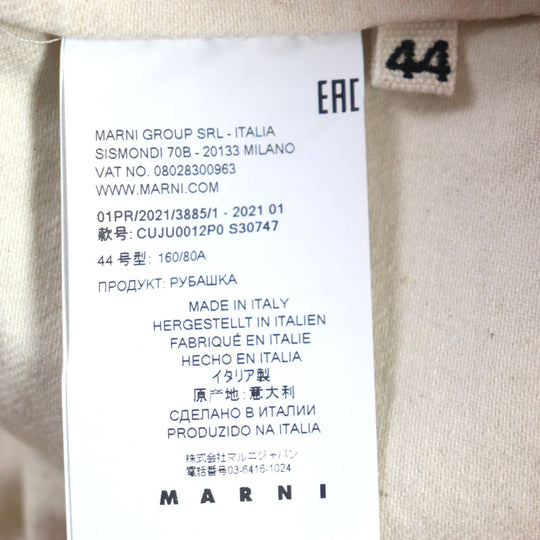 44
EAC
MARNI GROUP SRL - ITALIA
SISMONDI 70B - 20133 MILANO
VAT NO. 08028300963
WWW.MARNI.COM
01PR/2021/3885/1 - 2021 01
款号: CUJU0012P0 S30747
44 号型: 160/80A
ПРОДУКТ: РУБАШКА
MADE IN ITALY
HERGESTELLT IN ITALIEN
FABRIQUÉ EN ITALIE
HECHO EN ITALIA
イタリア製
原产地: 意大利
СДЕЛАНО В ИТАЛИИ
PRODUZIDO NA ITALIA
株式会社マルニジャパン
電話番号03-6416-1024
MARNI